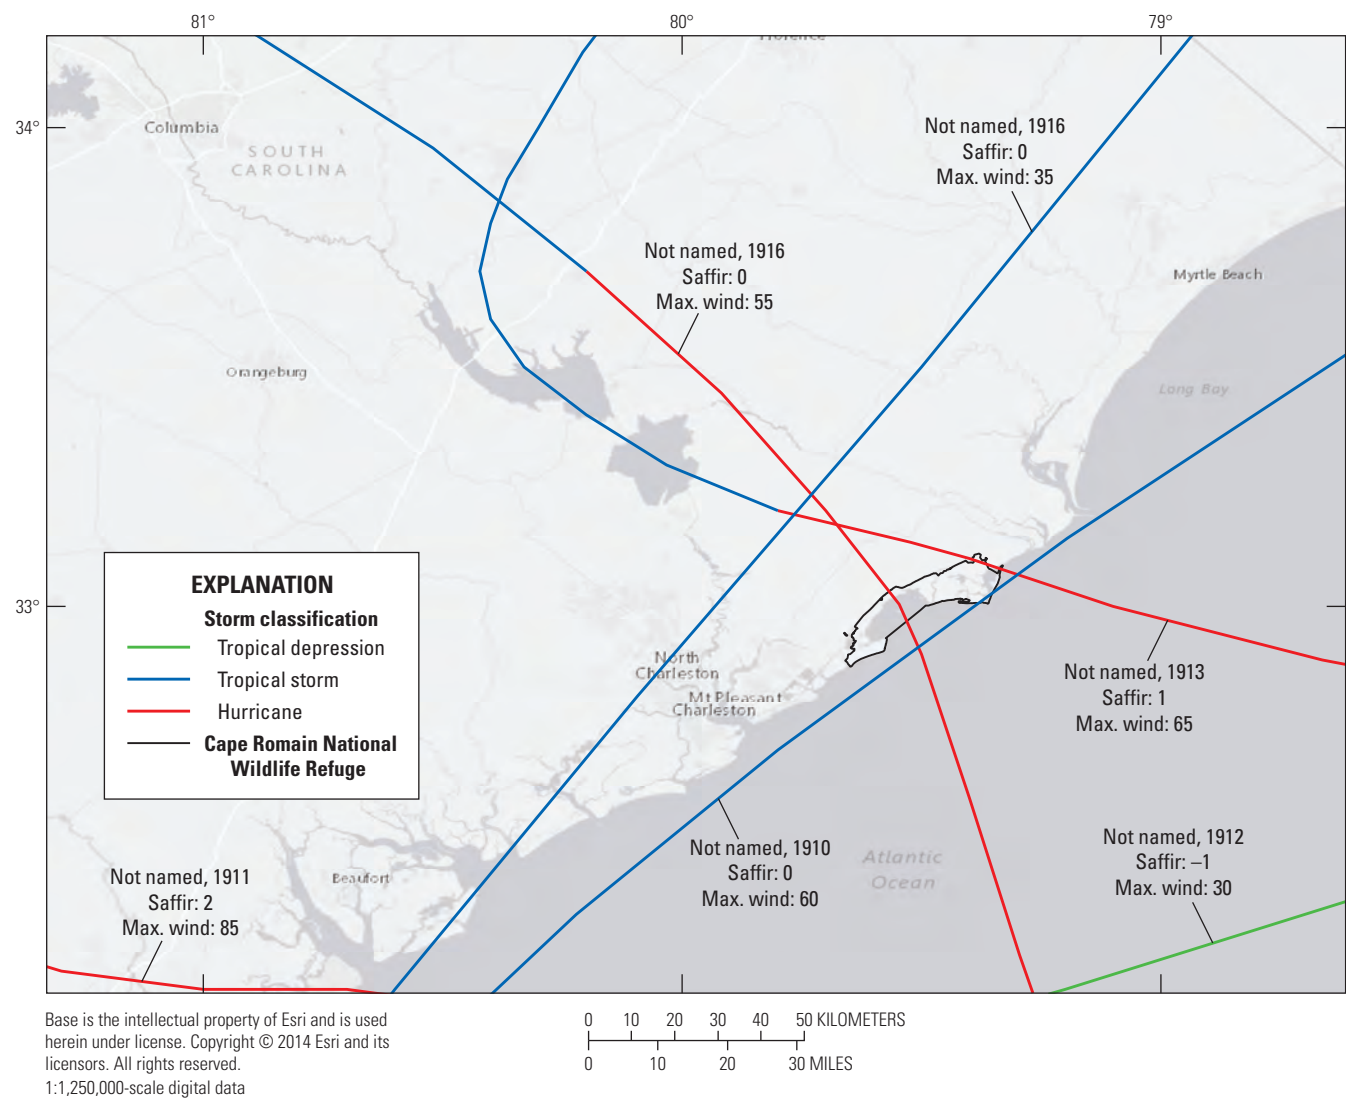 81°
80°
79°
34°
33°
Florence
Columbia
SOUTH
CAROLINA
Not named, 1916
Saffir: 0
Max. wind: 35
Not named, 1916
Saffir: 0
Max. wind: 55
Myrtle Beach
Orangeburg
Long Bay
EXPLANATION
Storm classification
Tropical depression
Tropical storm
Hurricane
Cape Romain National
Wildlife Refuge
North
Charleston
Mt Pleasant
Charleston
Not named, 1913
Saffir: 1
Max. wind: 65
Not named, 1910
Saffir: 0
Max. wind: 60
Atlantic
Ocean
Not named, 1912
Saffir: –1
Max. wind: 30
Not named, 1911
Saffir: 2
Max. wind: 85
Beaufort
Base is the intellectual property of Esri and is used
herein under license. Copyright © 2014 Esri and its
licensors. All rights reserved.
1:1,250,000-scale digital data
0 10 20 30 40 50 KILOMETERS
0 10 20 30 MILES